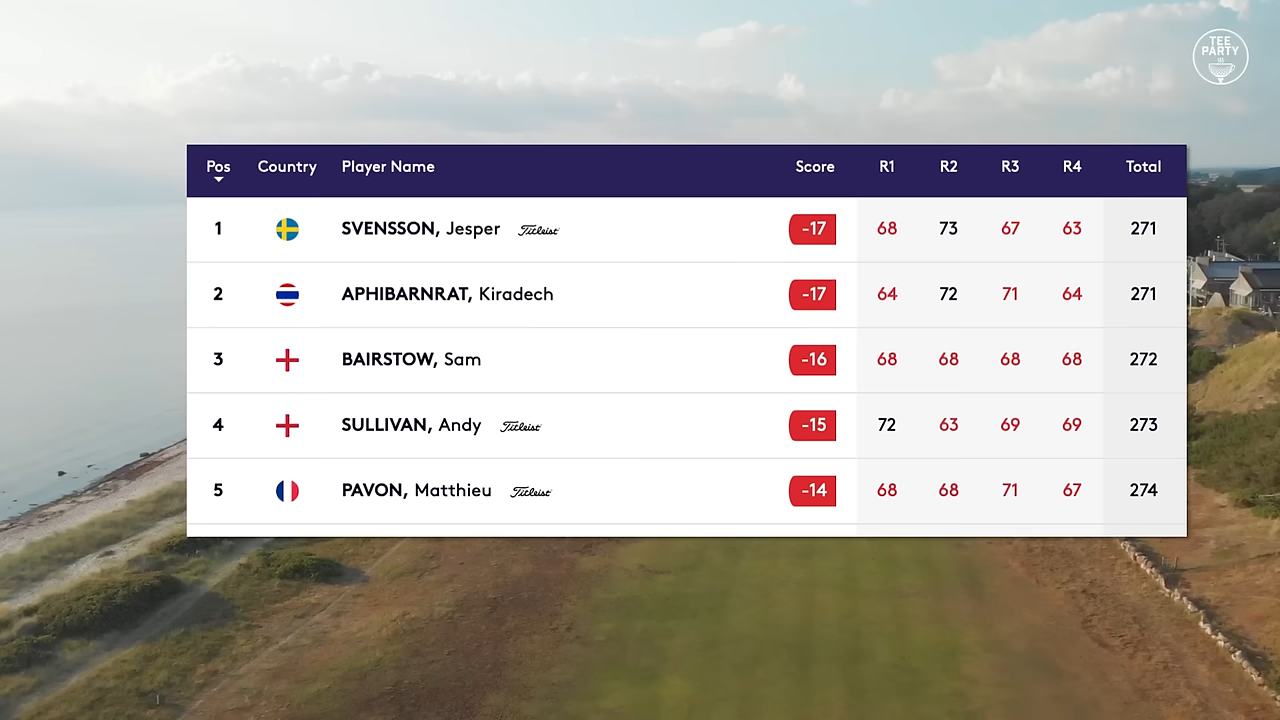 TEE
PARTY
Pos Country Player Name Score R1 R2 R3 R4 Total
1 SVENSSON, Jesper Titleist -17 68 73 67 63 271
2 APHIBARNRAT, Kiradech -17 64 72 71 64 271
3 BAIRSTOW, Sam -16 68 68 68 68 272
4 SULLIVAN, Andy Titleist -15 72 63 69 69 273
5 PAVON, Matthieu Titleist -14 68 68 71 67 274